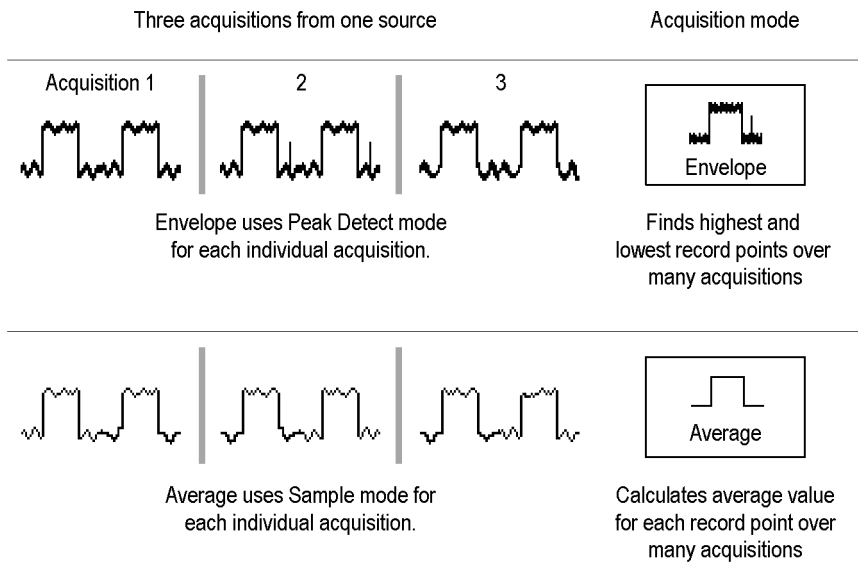 Three acquisitions from one source
Acquisition mode
Acquisition 1
2
3
Envelope
Envelope uses Peak Detect mode
for each individual acquisition.
Finds highest and
lowest record points over
many acquisitions
Average
Average uses Sample mode for
each individual acquisition.
Calculates average value
for each record point over
many acquisitions